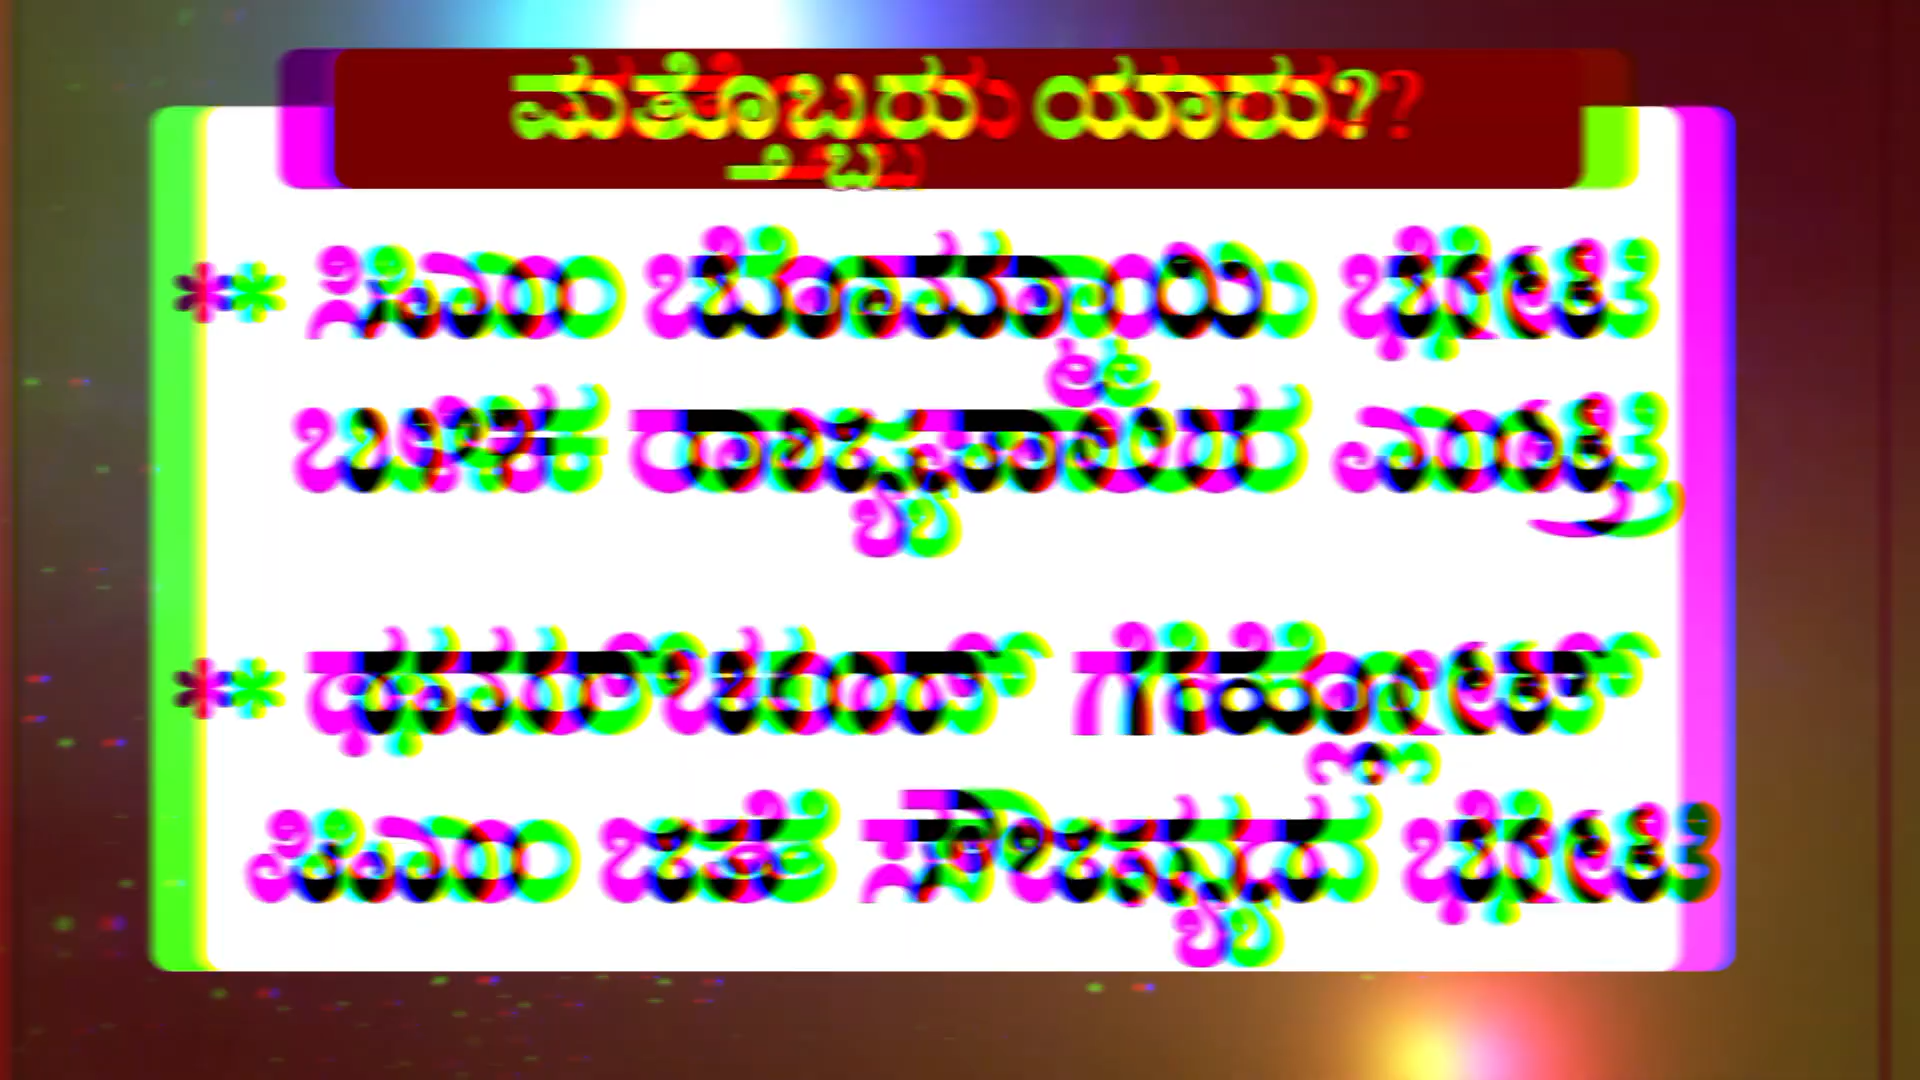 ಮತ್ತೊಬ್ಬರು ಯಾರು?
* ಸಿಎಂ ಬೊಮ್ಮಾಯಿ ಭೇಟಿ
ಬಳಿಕ ರಾಜ್ಯಪಾಲರ ಎಂಟ್ರಿ
* ಥಾವರ್‌ಚಂದ್ ಗೆಹ್ಲೋಟ್
ಸಿಎಂ ಜತೆ ಸೌಜನ್ಯದ ಭೇಟಿ